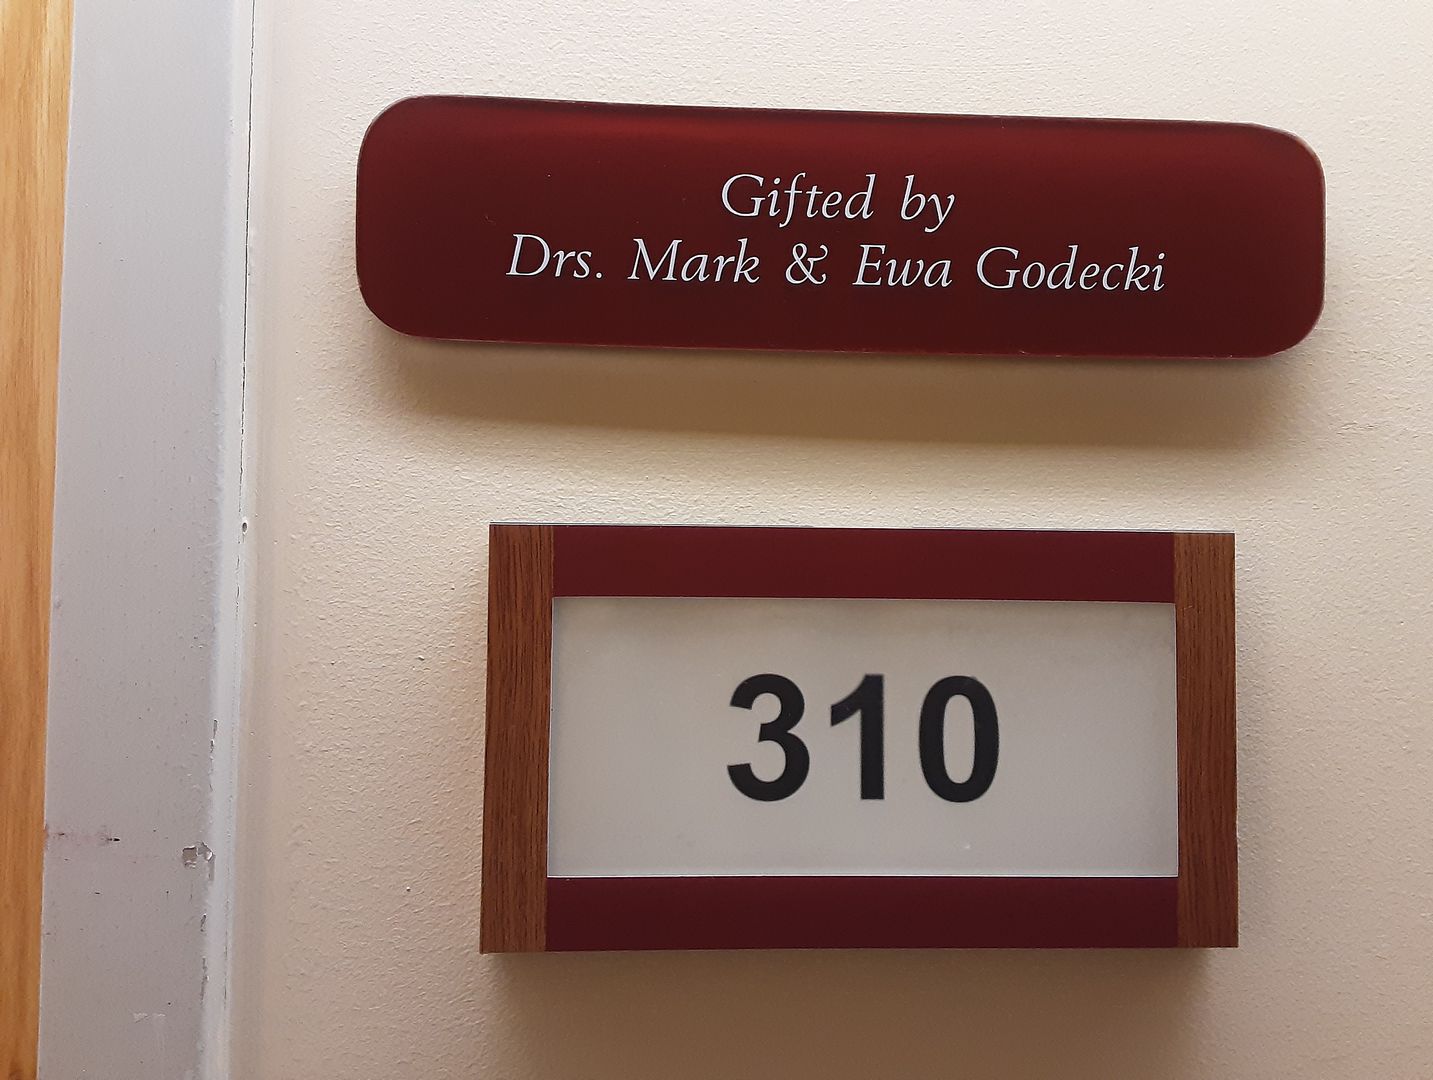 Gifted by
Drs. Mark & Ewa Godecki
310